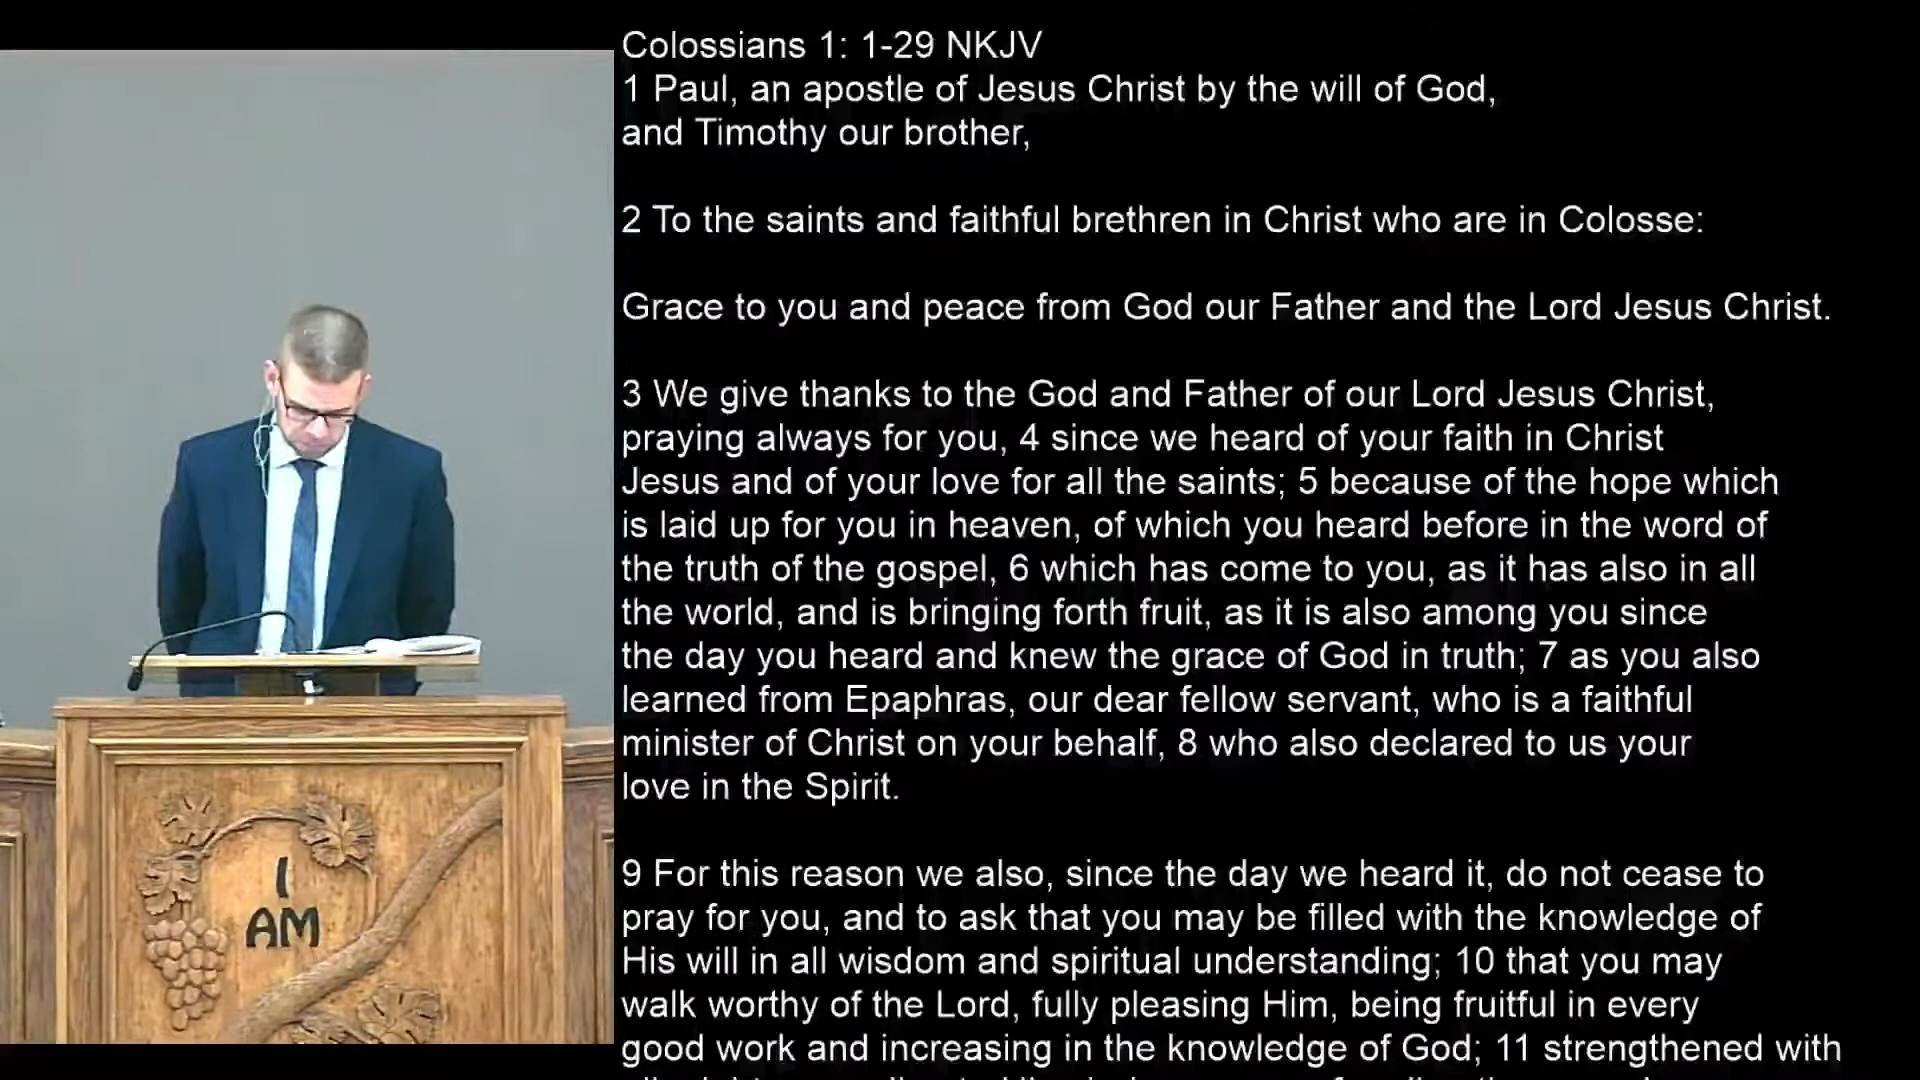 Colossians 1: 1-29 NKJV
1 Paul, an apostle of Jesus Christ by the will of God,
and Timothy our brother,
2 To the saints and faithful brethren in Christ who are in Colosse:
Grace to you and peace from God our Father and the Lord Jesus Christ.
3 We give thanks to the God and Father of our Lord Jesus Christ,
praying always for you, 4 since we heard of your faith in Christ
Jesus and of your love for all the saints; 5 because of the hope which
is laid up for you in heaven, of which you heard before in the word of
the truth of the gospel, 6 which has come to you, as it has also in all
the world, and is bringing forth fruit, as it is also among you since
the day you heard and knew the grace of God in truth; 7 as you also
learned from Epaphras, our dear fellow servant, who is a faithful
minister of Christ on your behalf, 8 who also declared to us your
love in the Spirit.
9 For this reason we also, since the day we heard it, do not cease to
pray for you, and to ask that you may be filled with the knowledge of
His will in all wisdom and spiritual understanding; 10 that you may
walk worthy of the Lord, fully pleasing Him, being fruitful in every
good work and increasing in the knowledge of God; 11 strengthened with
I
AM